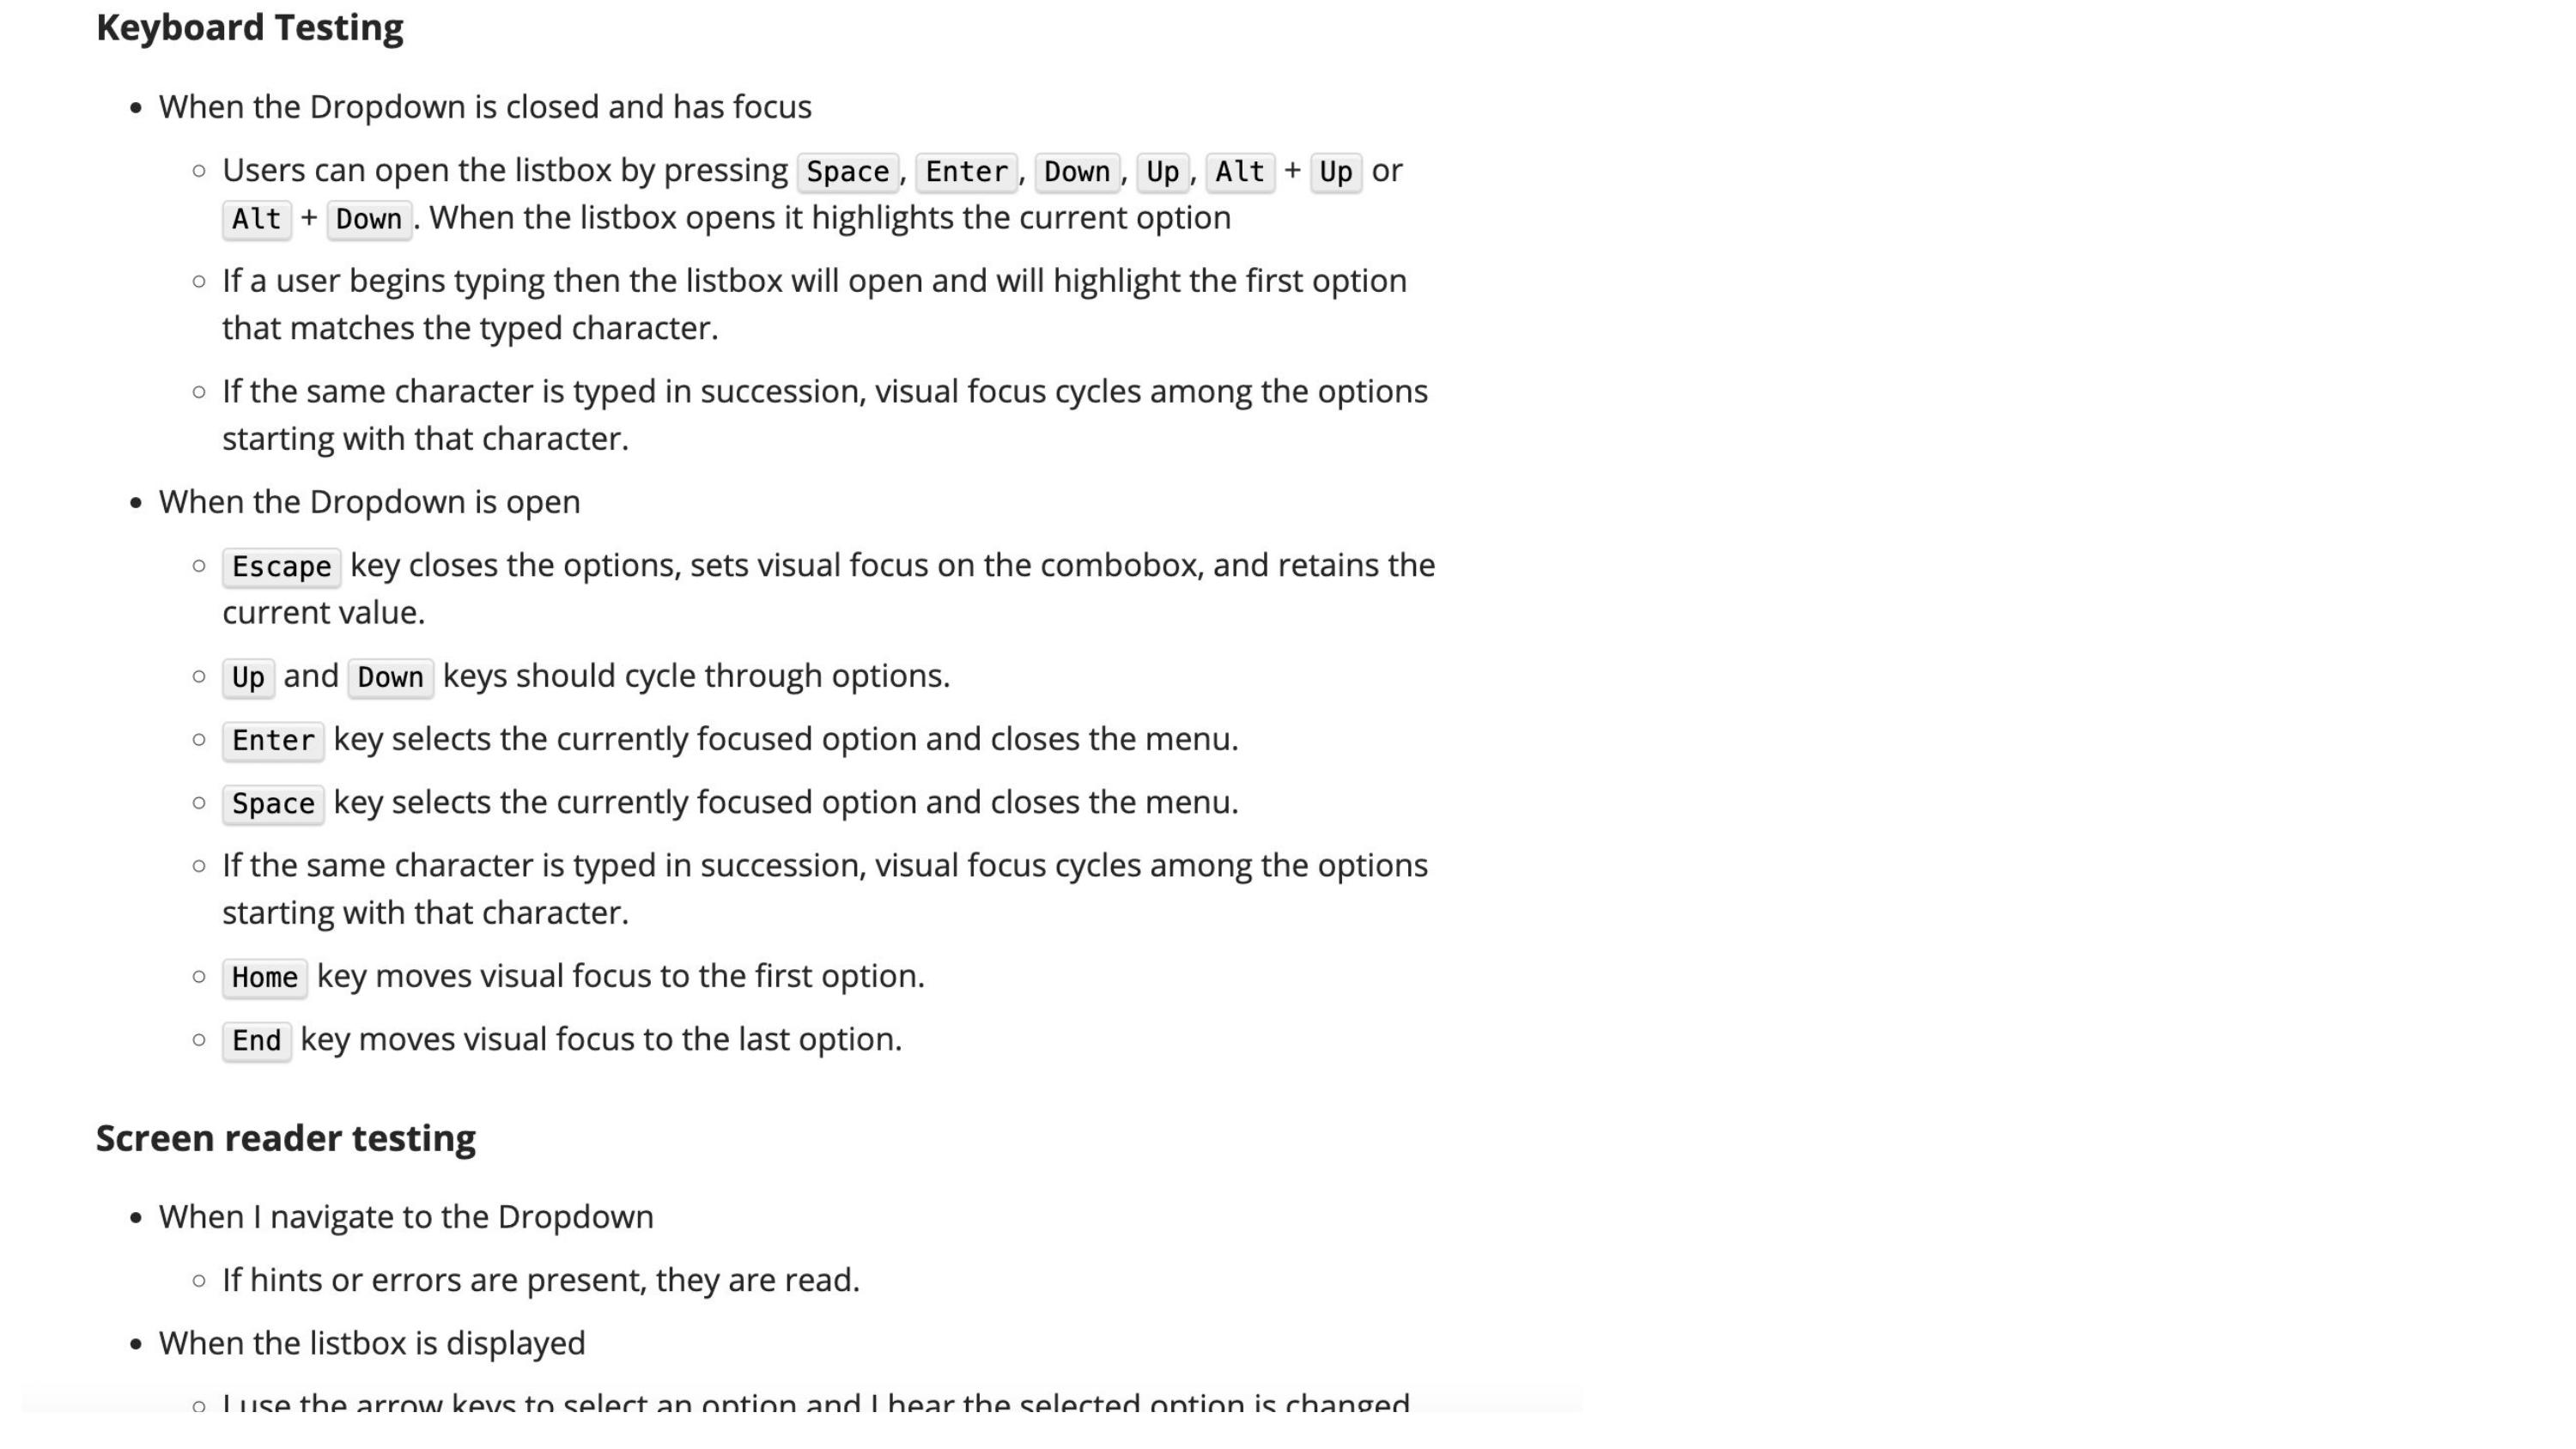 Keyboard Testing
When the Dropdown is closed and has focus
Users can open the listbox by pressing Space, Enter, Down, Up, Alt + Up or
Alt + Down. When the listbox opens it highlights the current option
If a user begins typing then the listbox will open and will highlight the first option
that matches the typed character.
If the same character is typed in succession, visual focus cycles among the options
starting with that character.
When the Dropdown is open
Escape key closes the options, sets visual focus on the combobox, and retains the
current value.
Up and Down keys should cycle through options.
Enter key selects the currently focused option and closes the menu.
Space key selects the currently focused option and closes the menu.
If the same character is typed in succession, visual focus cycles among the options
starting with that character.
Home key moves visual focus to the first option.
End key moves visual focus to the last option.
Screen reader testing
When I navigate to the Dropdown
If hints or errors are present, they are read.
When the listbox is displayed
I use the arrow keys to select an option and I hear the selected option is changed